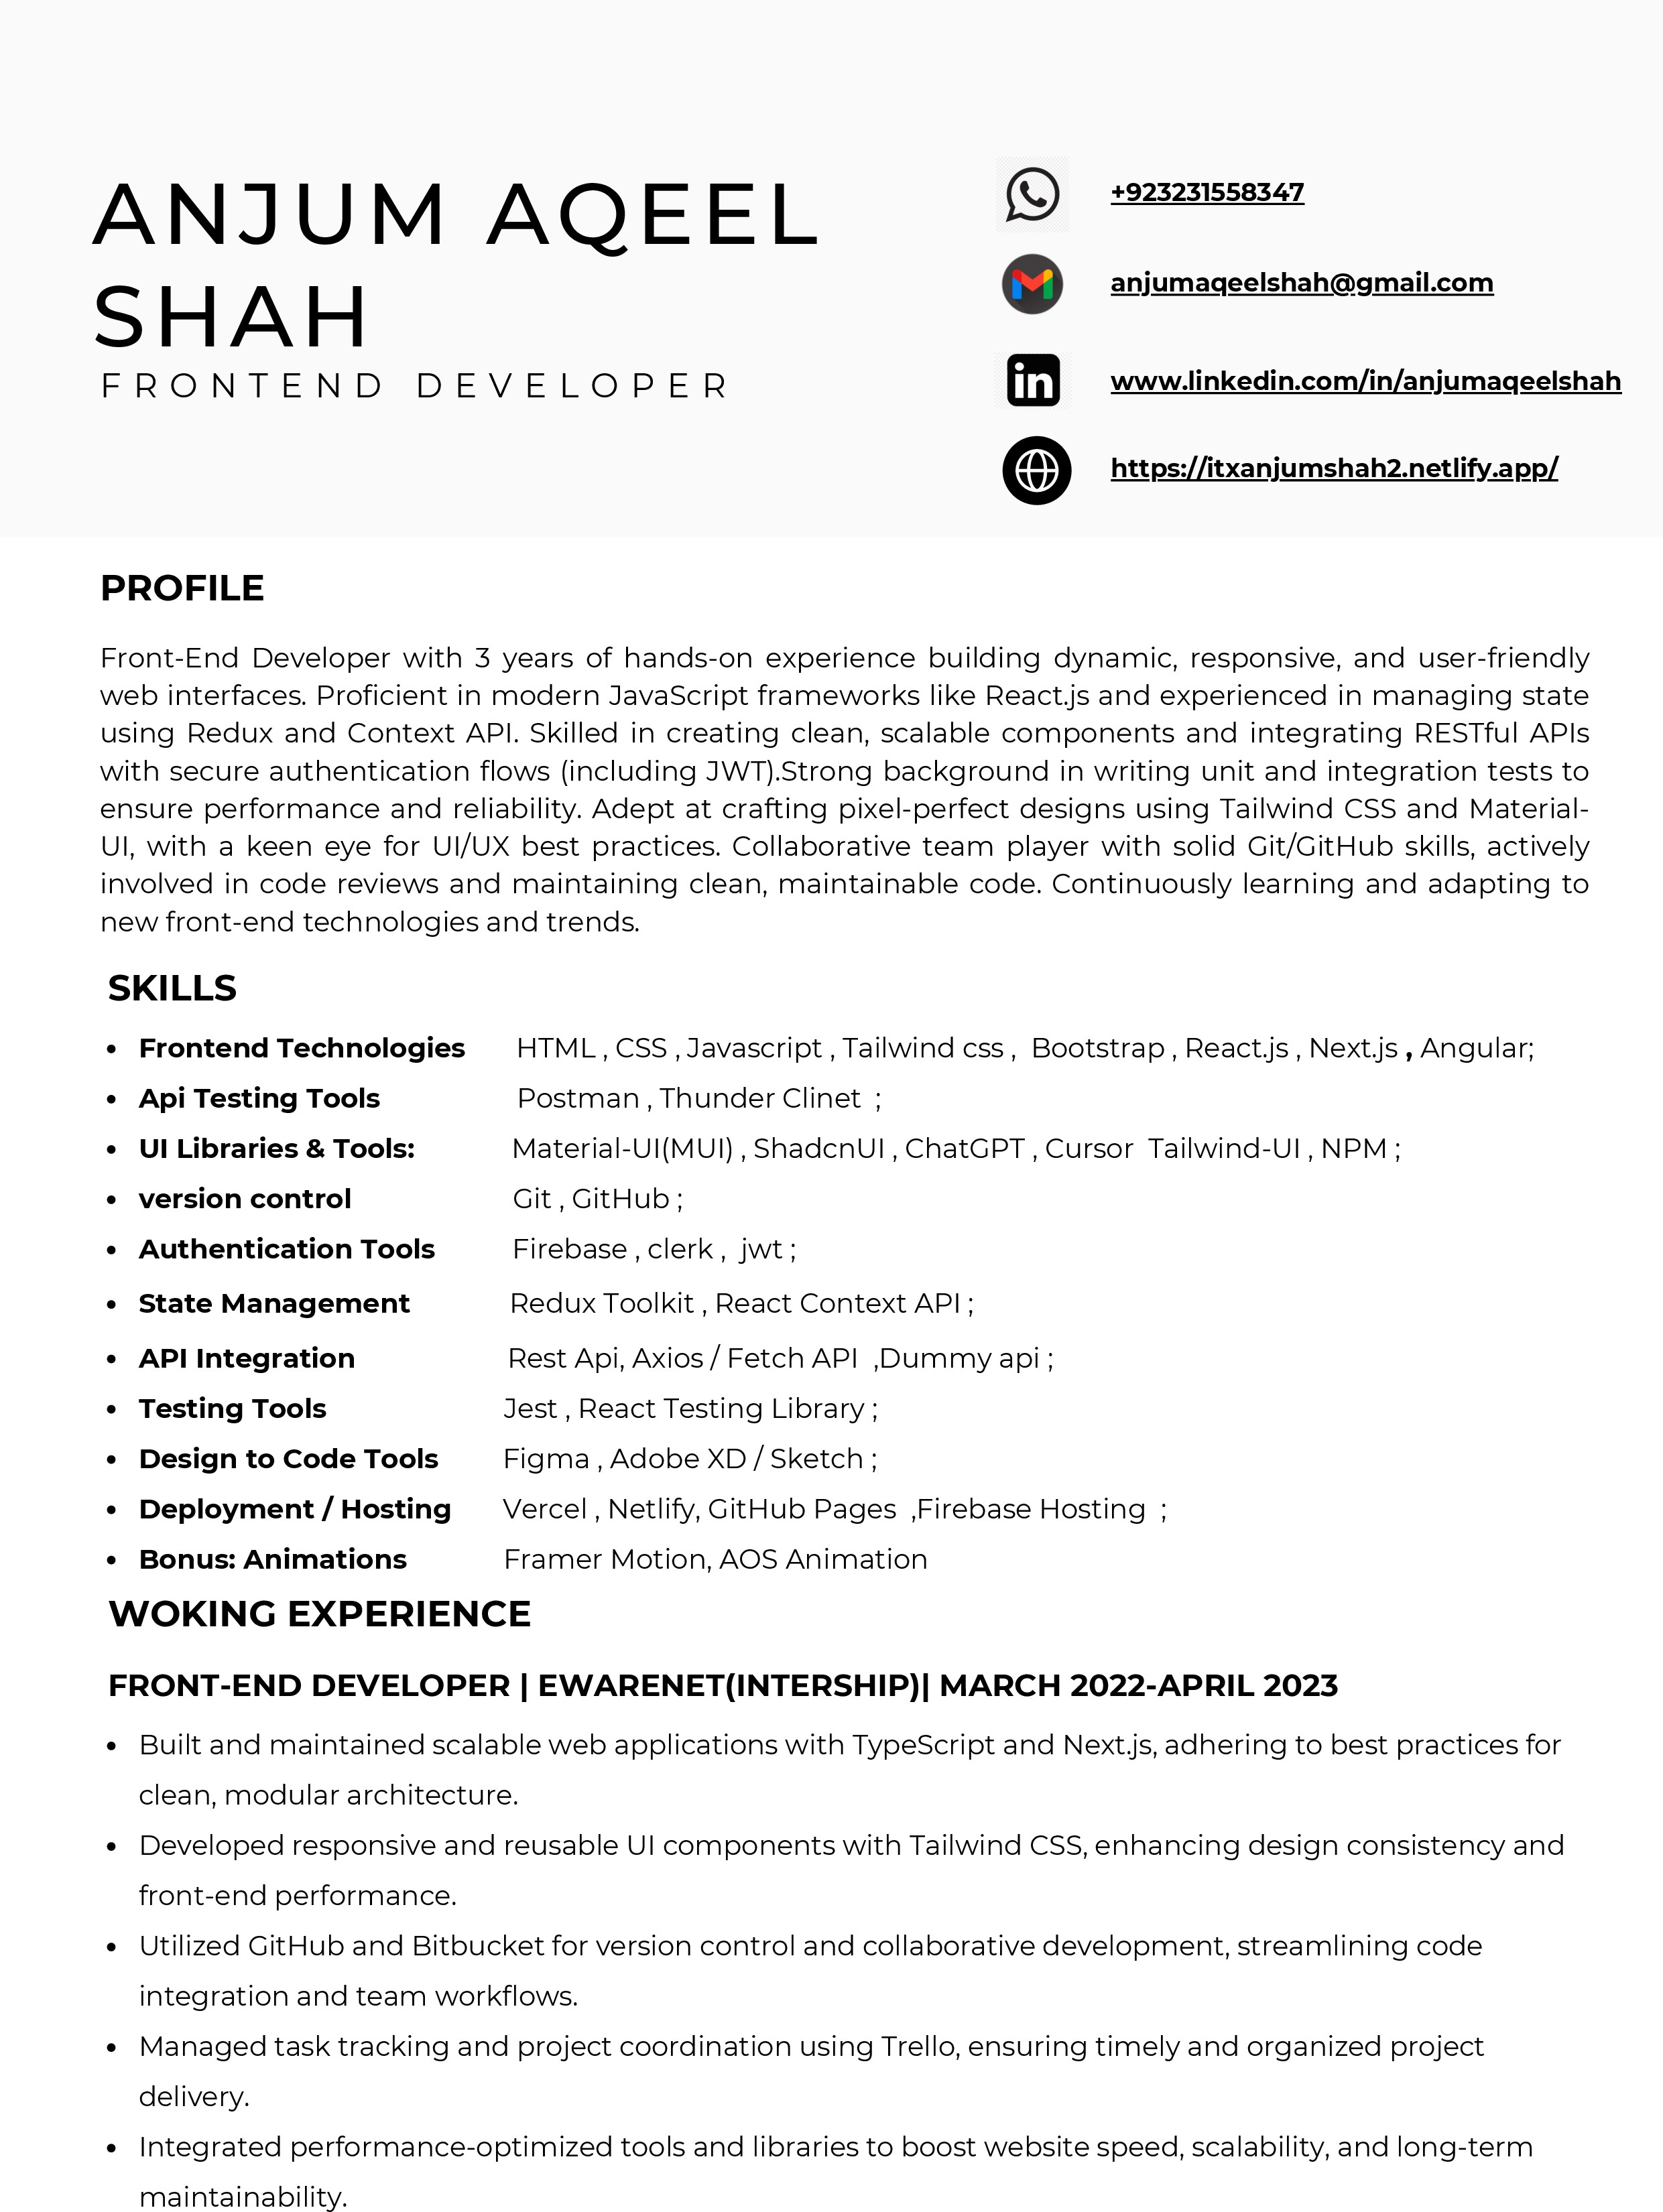 ANJUM AQEEL
SHAH
FRONTEND DEVELOPER
+923231558347
anjumaqeelshah@gmail.com
in
www.linkedin.com/in/anjumaqeelshah
https://itxanjumshah2.netlify.app/
PROFILE
Front-End Developer with 3 years of hands-on experience building dynamic, responsive, and user-friendly
web interfaces. Proficient in modern JavaScript frameworks like React.js and experienced in managing state
using Redux and Context API. Skilled in creating clean, scalable components and integrating RESTful APIs
with secure authentication flows (including JWT).Strong background in writing unit and integration tests to
ensure performance and reliability. Adept at crafting pixel-perfect designs using Tailwind CSS and Material-
UI, with a keen eye for UI/UX best practices. Collaborative team player with solid Git/GitHub skills, actively
involved in code reviews and maintaining clean, maintainable code. Continuously learning and adapting to
new front-end technologies and trends.
SKILLS
• Frontend Technologies HTML , CSS , Javascript , Tailwind css , Bootstrap , React.js , Next.js , Angular;
• Api Testing Tools Postman , Thunder Clinet ;
• UI Libraries & Tools: Material-UI(MUI) , ShadcnUI , ChatGPT , Cursor Tailwind-UI , NPM ;
• version control Git , GitHub ;
• Authentication Tools Firebase , clerk , jwt ;
• State Management Redux Toolkit , React Context API ;
• API Integration Rest Api, Axios / Fetch API ,Dummy api ;
• Testing Tools Jest , React Testing Library ;
• Design to Code Tools Figma , Adobe XD / Sketch ;
• Deployment / Hosting Vercel , Netlify, GitHub Pages ,Firebase Hosting ;
• Bonus: Animations Framer Motion, AOS Animation
WOKING EXPERIENCE
FRONT-END DEVELOPER | EWARENET(INTERSHIP)| MARCH 2022-APRIL 2023
• Built and maintained scalable web applications with TypeScript and Next.js, adhering to best practices for
clean, modular architecture.
• Developed responsive and reusable UI components with Tailwind CSS, enhancing design consistency and
front-end performance.
• Utilized GitHub and Bitbucket for version control and collaborative development, streamlining code
integration and team workflows.
• Managed task tracking and project coordination using Trello, ensuring timely and organized project
delivery.
• Integrated performance-optimized tools and libraries to boost website speed, scalability, and long-term
maintainability.